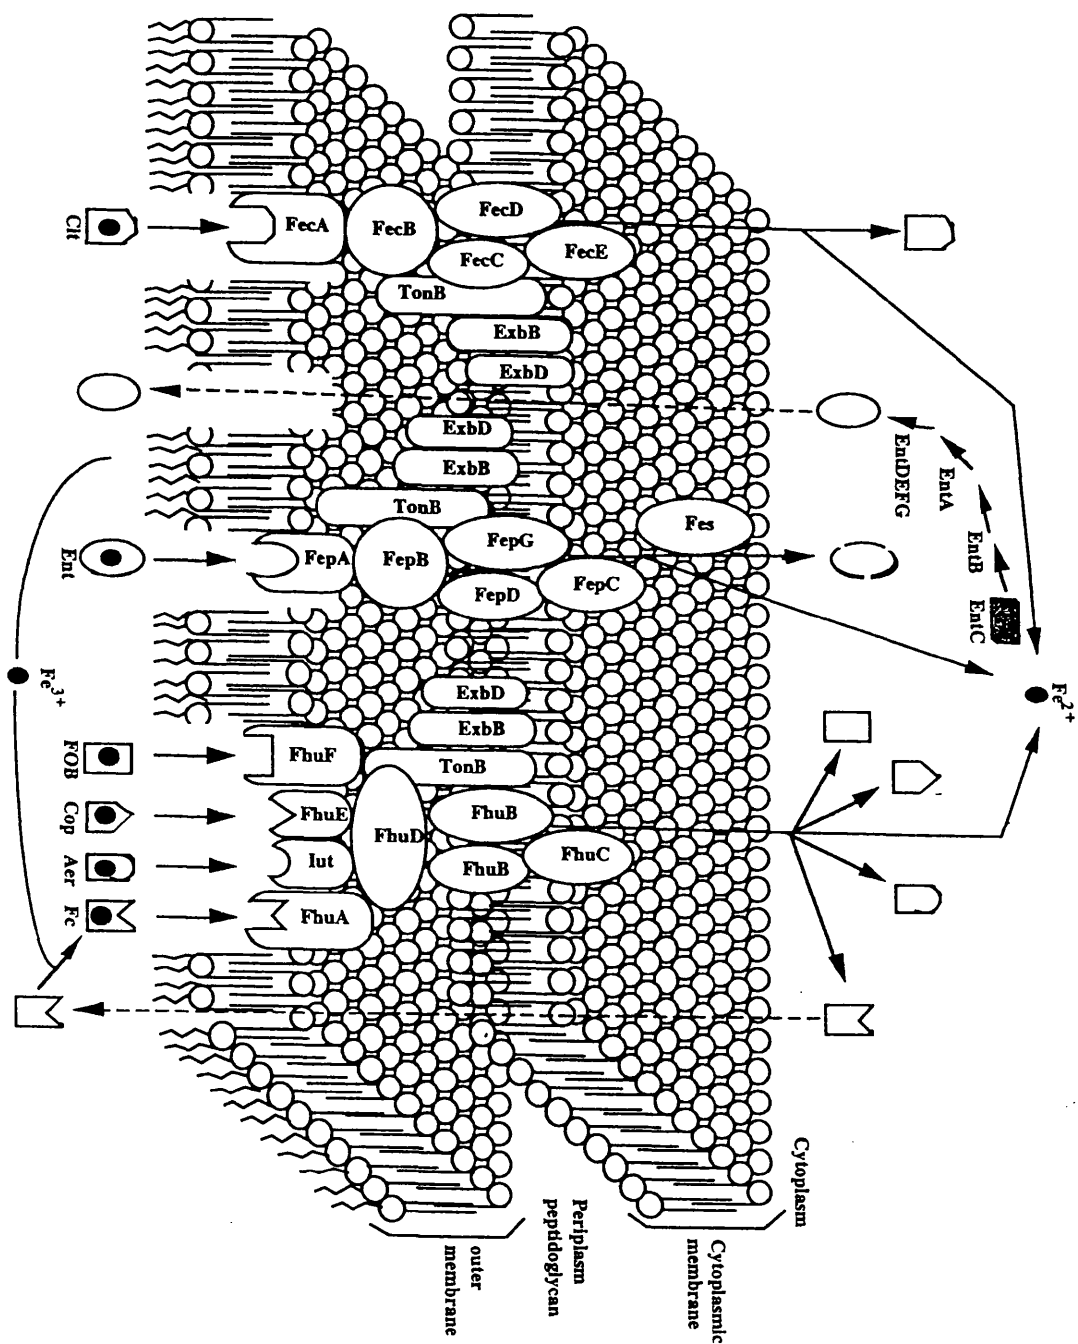 Cit
FecA
FecB
FecD
FecC
FecE
TonB
ExbB
ExbD
ExbD
ExbB
TonB
Ent
FepA
FepB
FepG
FepD
FepC
Fes
EntDEFG
EntA
EntB
EntC
Fe2+
Fe3+
ExbD
ExbB
TonB
FOB
FhuF
Cop
FhuE
Aer
Iut
Fc
FhuA
FhuD
FhuB
FhuB
FhuC
Cytoplasm
Cytoplasmic
membrane
Periplasm
peptidoglycan
outer
membrane